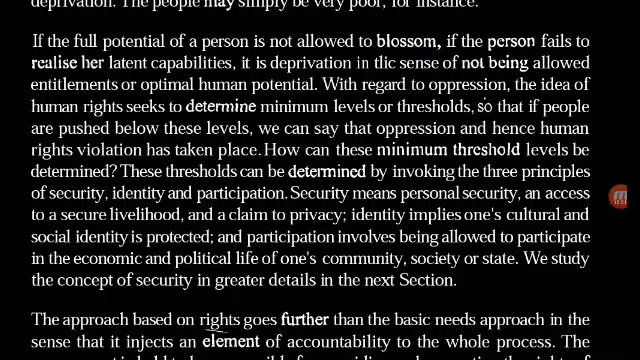 deprivation. The people may simply be very poor, for instance.
If the full potential of a person is not allowed to blossom, if the person fails to
realise her latent capabilities, it is deprivation in tlic sense of not being allowed
entitlements or optimal human potential. With regard to oppression, the idea of
human rights seeks to determine minimum levels or thresholds, so that if people
are pushed below these levels, we can say that oppression and hence human
rights violation has taken place. How can these minimum threshold levels be
determined? These thresholds can be determined by invoking the three principles
of security, identity and participation. Security means personal security, an access
to a secure livelihood, and a claim to privacy; identity implies one's cultural and
social identity is protected; and participation involves being allowed to participate
in the economic and political life of one's community, society or state. We study
the concept of security in greater details in the next Section.
The approach based on rights goes further than the basic needs approach in the
sense that it injects an element of accountability to the whole process. The